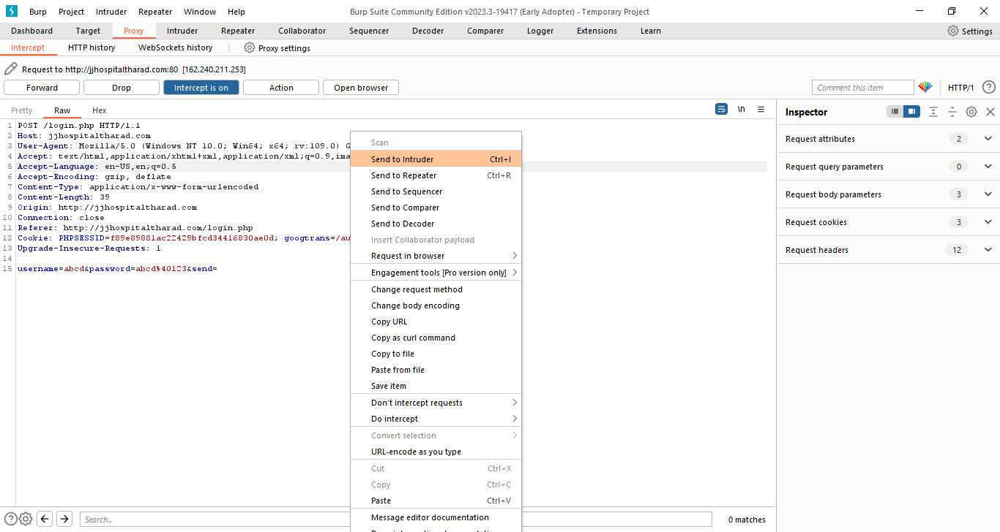 Burp Project Intruder Repeater Window Help Burp Suite Community Edition v2023.3-19417 (Early Adopter) - Temporary Project
Dashboard Target Proxy Intruder Repeater Collaborator Sequencer Decoder Comparer Logger Extensions Learn Settings
Intercept HTTP history WebSockets history Proxy settings
Request to http://jjhospitaltharad.com:80 [162.240.211.253]
Forward Drop Intercept is on Action Open browser Comment this item HTTP/1 ?
Pretty Raw Hex \n
1 POST /login.php HTTP/1.1
2 Host: jjhospitaltharad.com
3 User-Agent: Mozilla/5.0 (Windows NT 10.0; Win64; x64; rv:109.0) G
4 Accept: text/html,application/xhtml+xml,application/xml;q=0.9,ima
5 Accept-Language: en-US,en;q=0.5
6 Accept-Encoding: gzip, deflate
7 Content-Type: application/x-www-form-urlencoded
8 Content-Length: 39
9 Origin: http://jjhospitaltharad.com
10 Connection: close
11 Referer: http://jjhospitaltharad.com/login.php
12 Cookie: PHPSESSID=f89e89881ac22429bfcd34416830ae0d; googtrans=/au
13 Upgrade-Insecure-Requests: 1
14
15 username=abcd&password=abcd%40123&send=
Scan
Send to Intruder Ctrl+I
Send to Repeater Ctrl+R
Send to Sequencer
Send to Comparer
Send to Decoder
Insert Collaborator payload
Request in browser
Engagement tools [Pro version only]
Change request method
Change body encoding
Copy URL
Copy as curl command
Copy to file
Paste from file
Save item
Don't intercept requests
Do intercept
Convert selection
URL-encode as you type
Cut Ctrl+X
Copy Ctrl+C
Paste Ctrl+V
Message editor documentation
Inspector
Request attributes 2
Request query parameters 0
Request body parameters 3
Request cookies 3
Request headers 12
? Search... 0 matches